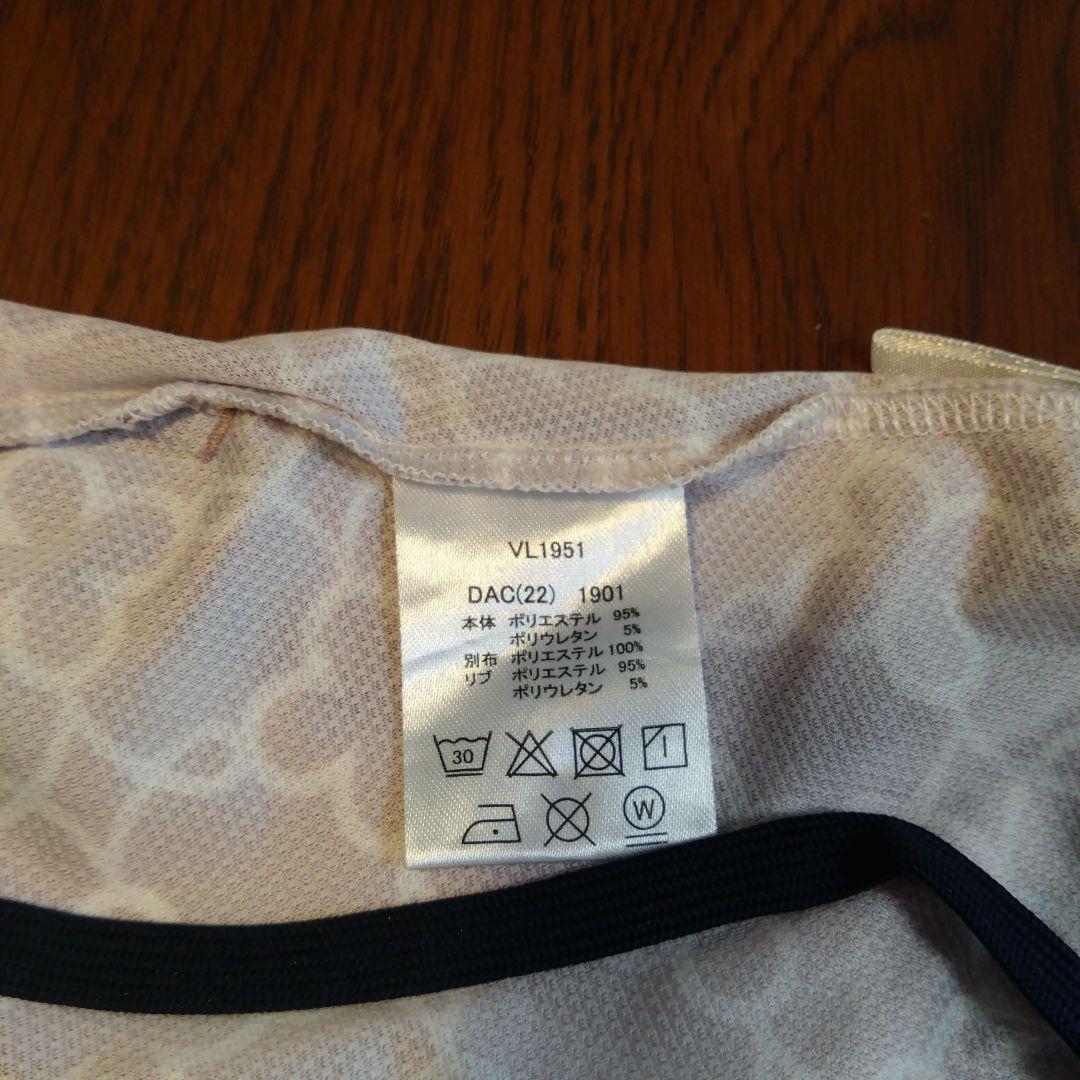 VL1951
DAC(22) 1901
本体 ポリエステル 95%
ポリウレタン 5%
別布 ポリエステル 100%
リブ ポリエステル 95%
ポリウレタン 5%
30
W